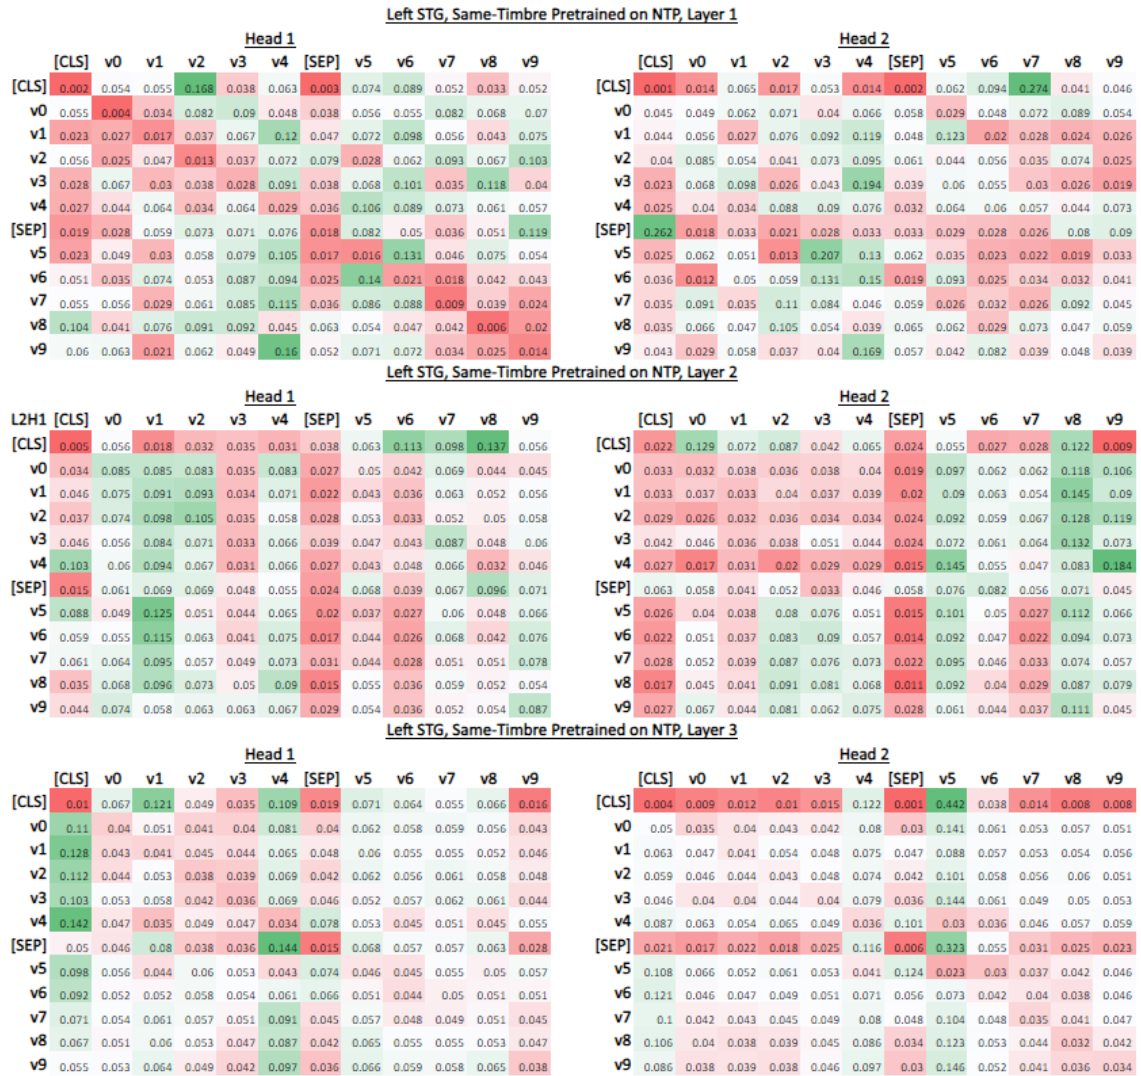 Left STG, Same-Timbre Pretrained on NTP, Layer 1
Head 1 Head 2
[CLS] v0 v1 v2 v3 v4 [SEP] v5 v6 v7 v8 v9 [CLS] v0 v1 v2 v3 v4 [SEP] v5 v6 v7 v8 v9
[CLS] 0.002 0.054 0.055 0.168 0.038 0.063 0.003 0.074 0.089 0.052 0.033 0.052 [CLS] 0.001 0.014 0.065 0.017 0.053 0.014 0.002 0.062 0.094 0.274 0.041 0.046
v0 0.055 0.004 0.034 0.082 0.09 0.048 0.055 0.056 0.055 0.082 0.068 0.07 v0 0.045 0.049 0.062 0.071 0.04 0.066 0.058 0.029 0.048 0.072 0.089 0.054
v1 0.023 0.027 0.017 0.037 0.067 0.12 0.047 0.072 0.098 0.056 0.043 0.075 v1 0.044 0.056 0.027 0.076 0.092 0.119 0.048 0.123 0.02 0.028 0.024 0.026
v2 0.056 0.025 0.047 0.013 0.037 0.072 0.079 0.028 0.062 0.093 0.067 0.103 v2 0.04 0.085 0.054 0.041 0.073 0.095 0.061 0.044 0.056 0.035 0.074 0.025
v3 0.028 0.067 0.03 0.038 0.028 0.091 0.038 0.068 0.101 0.035 0.118 0.04 v3 0.023 0.068 0.098 0.026 0.043 0.194 0.039 0.06 0.055 0.03 0.026 0.019
v4 0.027 0.044 0.064 0.034 0.064 0.029 0.036 0.106 0.089 0.073 0.061 0.057 v4 0.025 0.04 0.034 0.088 0.09 0.076 0.032 0.064 0.06 0.057 0.044 0.073
[SEP] 0.019 0.028 0.059 0.073 0.071 0.076 0.018 0.082 0.05 0.036 0.051 0.119 [SEP] 0.262 0.018 0.033 0.021 0.028 0.033 0.033 0.029 0.028 0.028 0.08 0.09
v5 0.023 0.049 0.03 0.058 0.079 0.105 0.017 0.016 0.131 0.046 0.075 0.054 v5 0.025 0.062 0.051 0.013 0.207 0.13 0.062 0.035 0.023 0.022 0.019 0.033
v6 0.051 0.035 0.074 0.053 0.087 0.094 0.025 0.14 0.07 0.018 0.042 0.043 v6 0.036 0.012 0.05 0.059 0.131 0.15 0.019 0.093 0.025 0.034 0.032 0.041
v7 0.055 0.056 0.029 0.061 0.085 0.115 0.036 0.086 0.088 0.009 0.039 0.024 v7 0.035 0.091 0.035 0.11 0.084 0.046 0.059 0.026 0.032 0.026 0.092 0.045
v8 0.104 0.041 0.076 0.091 0.092 0.045 0.063 0.054 0.047 0.042 0.006 0.02 v8 0.035 0.066 0.047 0.105 0.054 0.039 0.065 0.062 0.029 0.073 0.047 0.059
v9 0.06 0.063 0.021 0.062 0.049 0.16 0.052 0.071 0.072 0.034 0.025 0.014 v9 0.043 0.029 0.058 0.037 0.04 0.169 0.057 0.042 0.082 0.039 0.048 0.039
Left STG, Same-Timbre Pretrained on NTP, Layer 2
Head 1 Head 2
L2H1 [CLS] v0 v1 v2 v3 v4 [SEP] v5 v6 v7 v8 v9 [CLS] v0 v1 v2 v3 v4 [SEP] v5 v6 v7 v8 v9
[CLS] 0.005 0.056 0.018 0.032 0.035 0.031 0.038 0.063 0.113 0.098 0.137 0.056 [CLS] 0.022 0.129 0.072 0.087 0.042 0.065 0.024 0.055 0.027 0.028 0.122 0.009
v0 0.034 0.085 0.085 0.083 0.035 0.083 0.027 0.05 0.042 0.069 0.044 0.045 v0 0.033 0.032 0.038 0.036 0.038 0.04 0.019 0.097 0.062 0.062 0.118 0.106
v1 0.046 0.075 0.091 0.093 0.034 0.071 0.022 0.043 0.036 0.063 0.052 0.056 v1 0.033 0.037 0.033 0.04 0.037 0.039 0.02 0.09 0.063 0.054 0.145 0.09
v2 0.037 0.074 0.098 0.105 0.035 0.058 0.028 0.053 0.033 0.052 0.05 0.058 v2 0.029 0.026 0.032 0.036 0.034 0.034 0.024 0.092 0.059 0.067 0.128 0.119
v3 0.046 0.056 0.084 0.071 0.033 0.066 0.039 0.047 0.043 0.087 0.048 0.06 v3 0.042 0.046 0.036 0.038 0.051 0.044 0.024 0.072 0.061 0.064 0.132 0.073
v4 0.103 0.06 0.094 0.067 0.031 0.066 0.027 0.043 0.048 0.066 0.032 0.046 v4 0.027 0.017 0.031 0.02 0.029 0.029 0.015 0.145 0.055 0.047 0.083 0.184
[SEP] 0.015 0.061 0.069 0.069 0.048 0.055 0.024 0.068 0.039 0.067 0.096 0.071 [SEP] 0.063 0.058 0.041 0.052 0.033 0.046 0.058 0.076 0.082 0.056 0.071 0.045
v5 0.088 0.049 0.125 0.051 0.044 0.065 0.02 0.037 0.027 0.06 0.048 0.066 v5 0.026 0.04 0.038 0.08 0.076 0.051 0.015 0.101 0.05 0.027 0.112 0.066
v6 0.059 0.055 0.115 0.063 0.041 0.075 0.017 0.044 0.026 0.068 0.042 0.076 v6 0.022 0.051 0.037 0.083 0.09 0.057 0.014 0.092 0.047 0.022 0.094 0.073
v7 0.061 0.064 0.095 0.057 0.049 0.073 0.031 0.044 0.028 0.051 0.051 0.078 v7 0.028 0.052 0.039 0.087 0.076 0.073 0.022 0.095 0.046 0.033 0.074 0.057
v8 0.035 0.068 0.096 0.073 0.05 0.09 0.015 0.055 0.036 0.059 0.052 0.054 v8 0.017 0.045 0.041 0.091 0.081 0.068 0.011 0.092 0.04 0.029 0.087 0.079
v9 0.044 0.074 0.058 0.063 0.063 0.067 0.029 0.054 0.036 0.052 0.054 0.087 v9 0.027 0.067 0.044 0.081 0.062 0.075 0.028 0.061 0.044 0.037 0.111 0.045
Left STG, Same-Timbre Pretrained on NTP, Layer 3
Head 1 Head 2
[CLS] v0 v1 v2 v3 v4 [SEP] v5 v6 v7 v8 v9 [CLS] v0 v1 v2 v3 v4 [SEP] v5 v6 v7 v8 v9
[CLS] 0.01 0.067 0.121 0.049 0.035 0.109 0.019 0.071 0.064 0.055 0.066 0.016 [CLS] 0.004 0.009 0.012 0.01 0.015 0.122 0.001 0.442 0.038 0.014 0.008 0.008
v0 0.11 0.04 0.051 0.041 0.04 0.081 0.04 0.062 0.058 0.059 0.056 0.043 v0 0.05 0.035 0.04 0.043 0.042 0.08 0.03 0.141 0.061 0.053 0.057 0.051
v1 0.128 0.043 0.041 0.045 0.044 0.065 0.048 0.06 0.055 0.055 0.052 0.046 v1 0.063 0.047 0.041 0.054 0.048 0.075 0.047 0.088 0.057 0.053 0.054 0.056
v2 0.112 0.044 0.053 0.038 0.039 0.069 0.042 0.062 0.056 0.061 0.058 0.048 v2 0.059 0.046 0.044 0.054 0.048 0.074 0.042 0.101 0.058 0.056 0.06 0.051
v3 0.103 0.053 0.058 0.042 0.036 0.069 0.046 0.052 0.057 0.062 0.061 0.044 v3 0.046 0.04 0.04 0.044 0.04 0.079 0.036 0.144 0.061 0.049 0.05 0.053
v4 0.142 0.047 0.035 0.049 0.047 0.034 0.078 0.053 0.045 0.051 0.045 0.055 v4 0.087 0.063 0.054 0.065 0.049 0.036 0.101 0.03 0.036 0.046 0.057 0.059
[SEP] 0.05 0.046 0.08 0.038 0.036 0.144 0.015 0.068 0.057 0.057 0.063 0.028 [SEP] 0.021 0.017 0.022 0.018 0.025 0.116 0.006 0.323 0.055 0.031 0.025 0.023
v5 0.098 0.056 0.044 0.06 0.053 0.043 0.074 0.046 0.045 0.055 0.05 0.057 v5 0.108 0.066 0.052 0.061 0.053 0.041 0.124 0.023 0.03 0.037 0.042 0.046
v6 0.092 0.052 0.052 0.058 0.054 0.061 0.066 0.051 0.044 0.05 0.051 0.051 v6 0.121 0.046 0.047 0.049 0.051 0.071 0.056 0.073 0.042 0.04 0.038 0.046
v7 0.071 0.054 0.061 0.057 0.051 0.091 0.045 0.057 0.048 0.049 0.051 0.045 v7 0.1 0.042 0.043 0.045 0.049 0.08 0.048 0.104 0.048 0.035 0.041 0.047
v8 0.067 0.051 0.06 0.053 0.047 0.087 0.042 0.066 0.055 0.055 0.053 0.047 v8 0.106 0.04 0.038 0.039 0.045 0.086 0.034 0.123 0.053 0.044 0.032 0.042
v9 0.055 0.053 0.064 0.049 0.042 0.097 0.036 0.066 0.059 0.058 0.065 0.038 v9 0.086 0.038 0.039 0.038 0.046 0.097 0.03 0.146 0.046 0.039 0.036 0.034